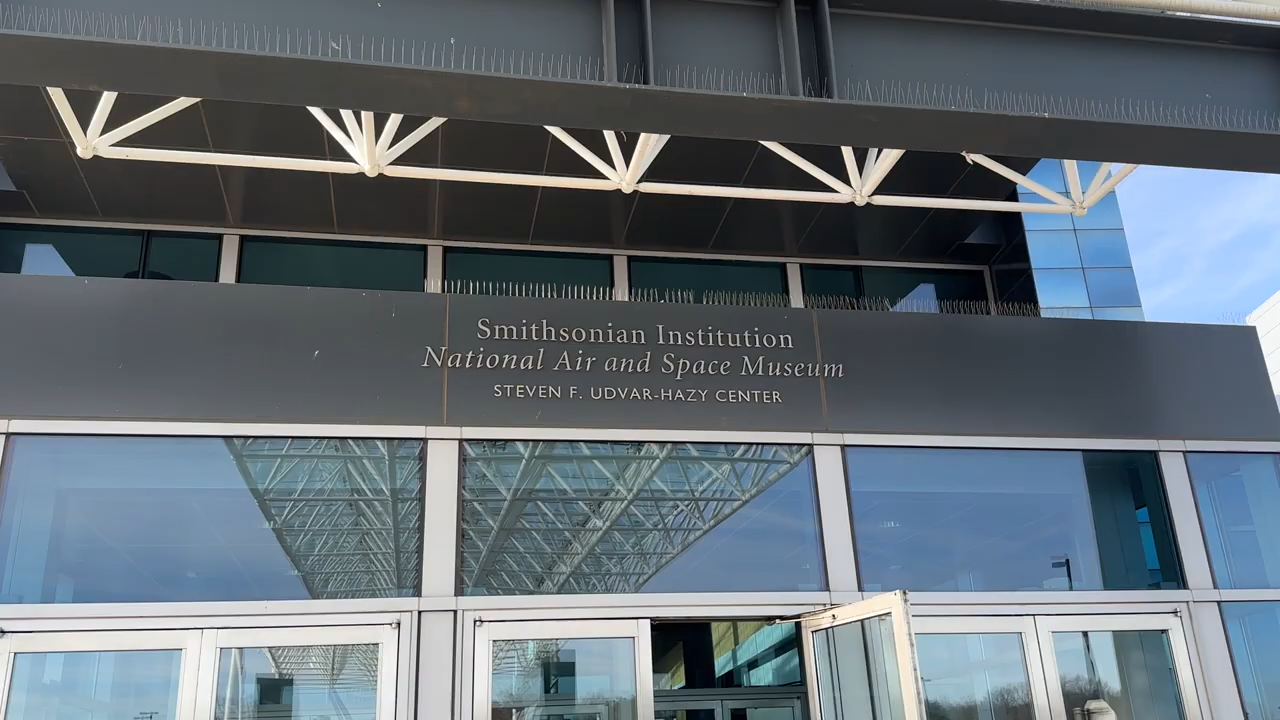 Smithsonian Institution
National Air and Space Museum
STEVEN F. UDVAR-HAZY CENTER